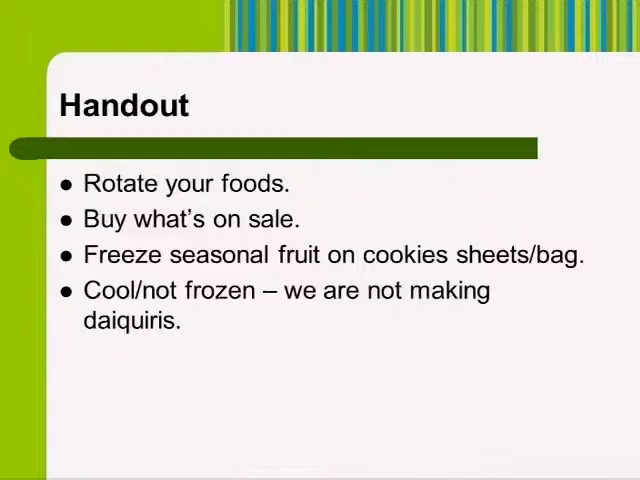 Handout
● Rotate your foods.
● Buy what’s on sale.
● Freeze seasonal fruit on cookies sheets/bag.
● Cool/not frozen – we are not making
daiquiris.